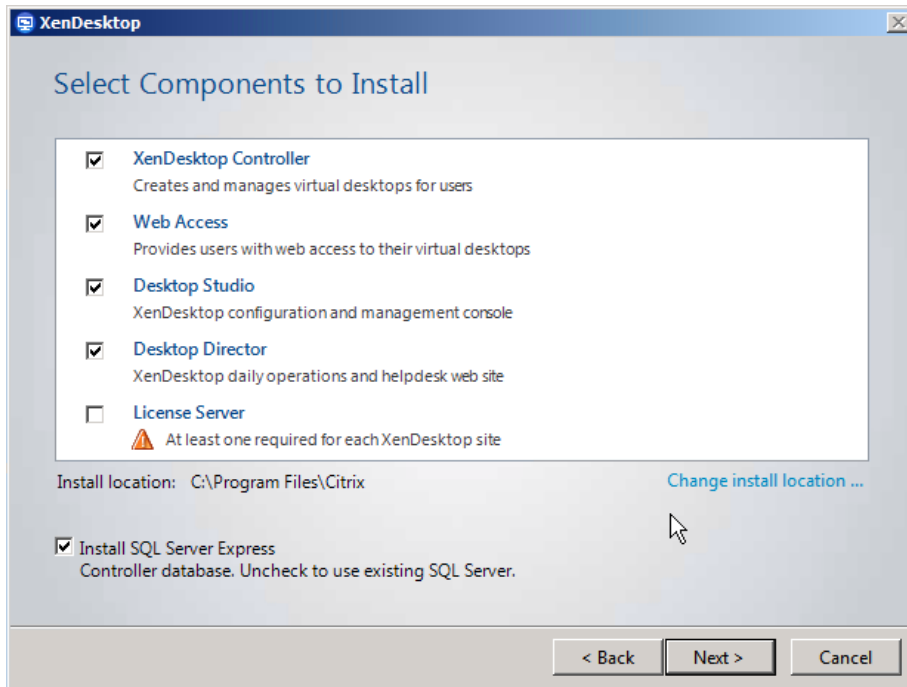 XenDesktop
Select Components to Install
XenDesktop Controller
Creates and manages virtual desktops for users
Web Access
Provides users with web access to their virtual desktops
Desktop Studio
XenDesktop configuration and management console
Desktop Director
XenDesktop daily operations and helpdesk web site
License Server
At least one required for each XenDesktop site
Install location: C:\Program Files\Citrix Change install location ...
Install SQL Server Express
Controller database. Uncheck to use existing SQL Server.
< Back Next > Cancel